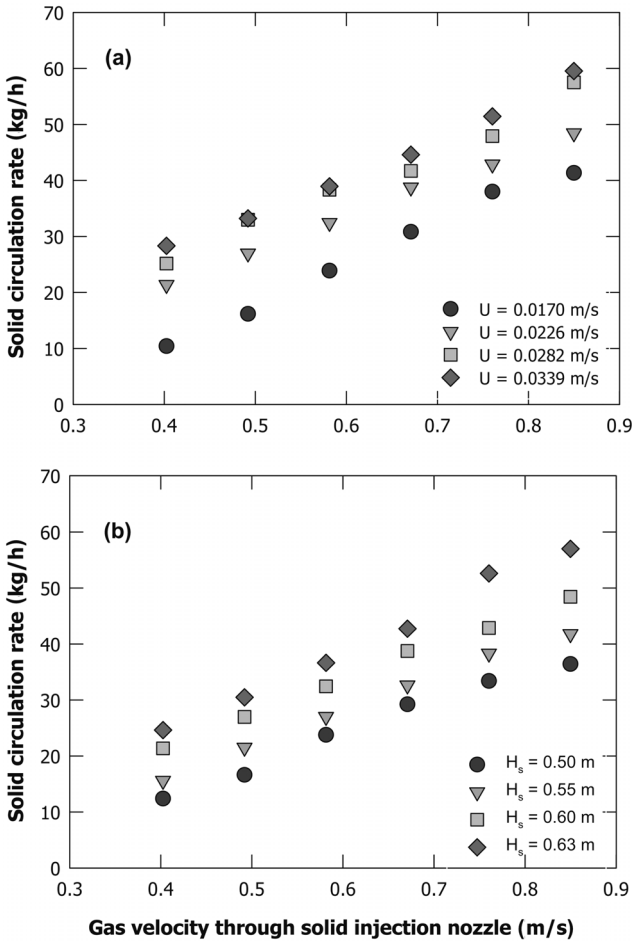 70
60
50
40
30
20
10
0
Solid circulation rate (kg/h)
(a)
U = 0.0170 m/s
U = 0.0226 m/s
U = 0.0282 m/s
U = 0.0339 m/s
0.3 0.4 0.5 0.6 0.7 0.8 0.9
70
60
50
40
30
20
10
0
Solid circulation rate (kg/h)
(b)
Hs = 0.50 m
Hs = 0.55 m
Hs = 0.60 m
Hs = 0.63 m
0.3 0.4 0.5 0.6 0.7 0.8 0.9
Gas velocity through solid injection nozzle (m/s)